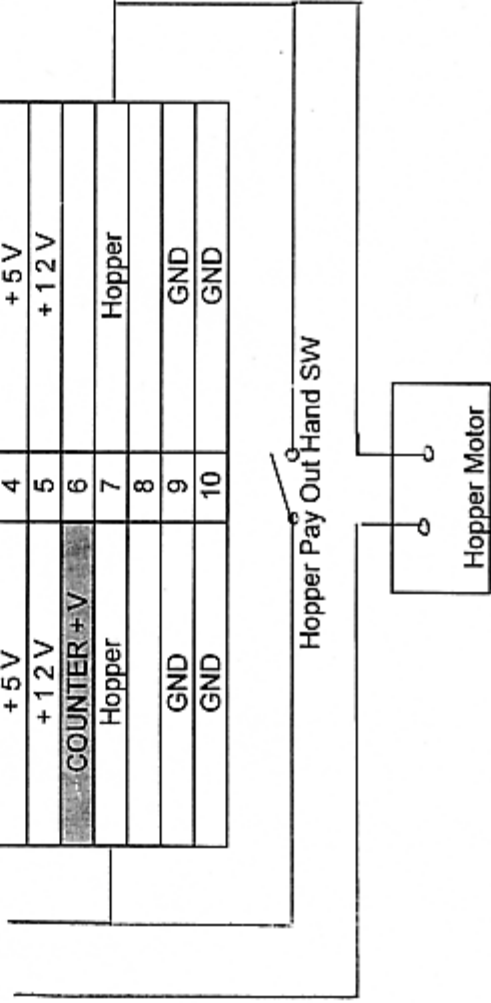 +5V 4 +5V
+12V 5 +12V
COUNTER +V 6
Hopper 7 Hopper
8
GND 9 GND
GND 10 GND
Hopper Pay Out Hand SW
Hopper Motor